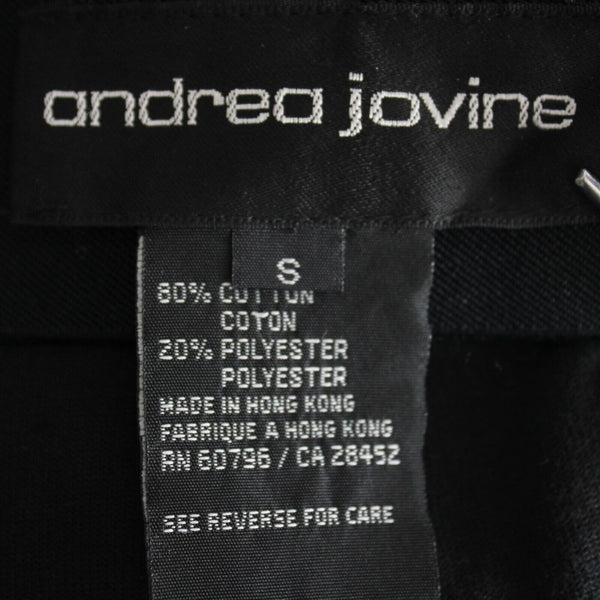 andrea jovine
S
80% COTTON
COTON
20% POLYESTER
POLYESTER
MADE IN HONG KONG
FABRIQUE A HONG KONG
RN 60796 / CA 28452
SEE REVERSE FOR CARE